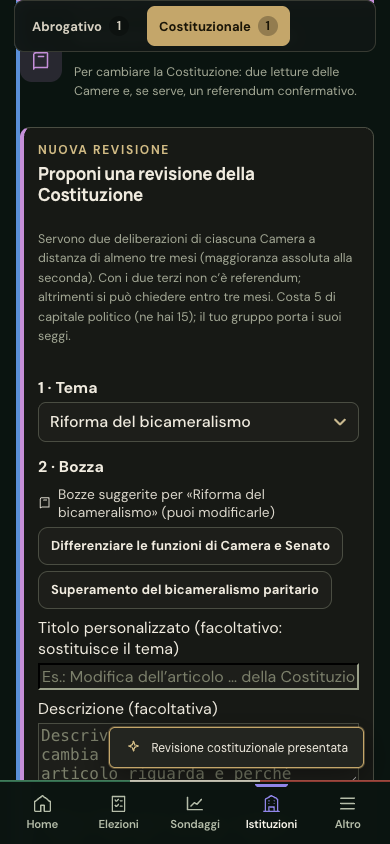 Abrogativo 1 Costituzionale 1
Per cambiare la Costituzione: due letture delle
Camere e, se serve, un referendum confermativo.
NUOVA REVISIONE
Proponi una revisione della
Costituzione
Servono due deliberazioni di ciascuna Camera a
distanza di almeno tre mesi (maggioranza assoluta alla
seconda). Con i due terzi non c'è referendum;
altrimenti si può chiedere entro tre mesi. Costa 5 di
capitale politico (ne hai 15); il tuo gruppo porta i suoi
seggi.
1 · Tema
Riforma del bicameralismo
2 · Bozza
Bozze suggerite per «Riforma del
bicameralismo» (puoi modificarle)
Differenziare le funzioni di Camera e Senato
Superamento del bicameralismo paritario
Titolo personalizzato (facoltativo:
sostituisce il tema)
Es.: Modifica dell'articolo … della Costituzio
Descrizione (facoltativa)
Descriv
cambia
articolo riguarda e perché
Revisione costituzionale presentata
Home Elezioni Sondaggi Istituzioni Altro